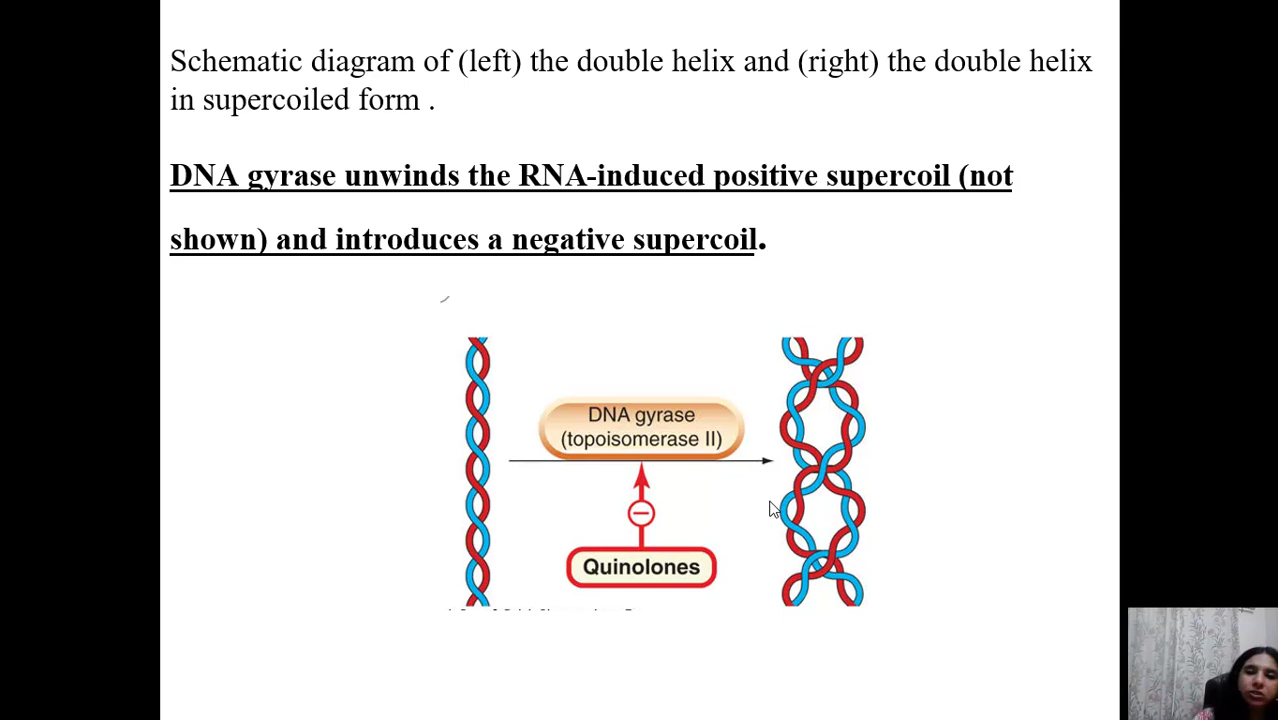 Schematic diagram of (left) the double helix and (right) the double helix
in supercoiled form .
DNA gyrase unwinds the RNA-induced positive supercoil (not
shown) and introduces a negative supercoil.
DNA gyrase
(topoisomerase II)
Quinolones